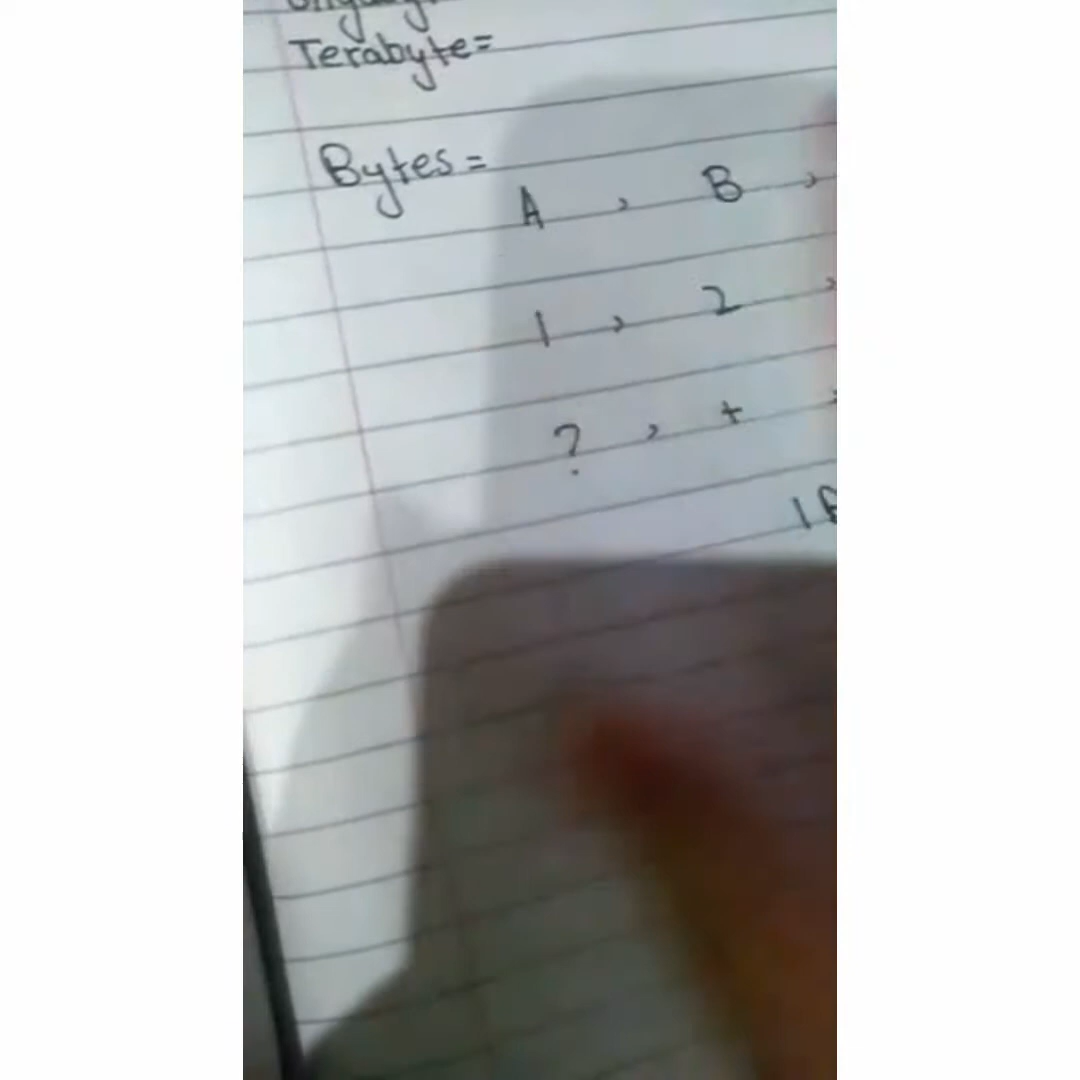 Terabyte=
Bytes=
A , B ,
1 , 2 ,
? , + ,